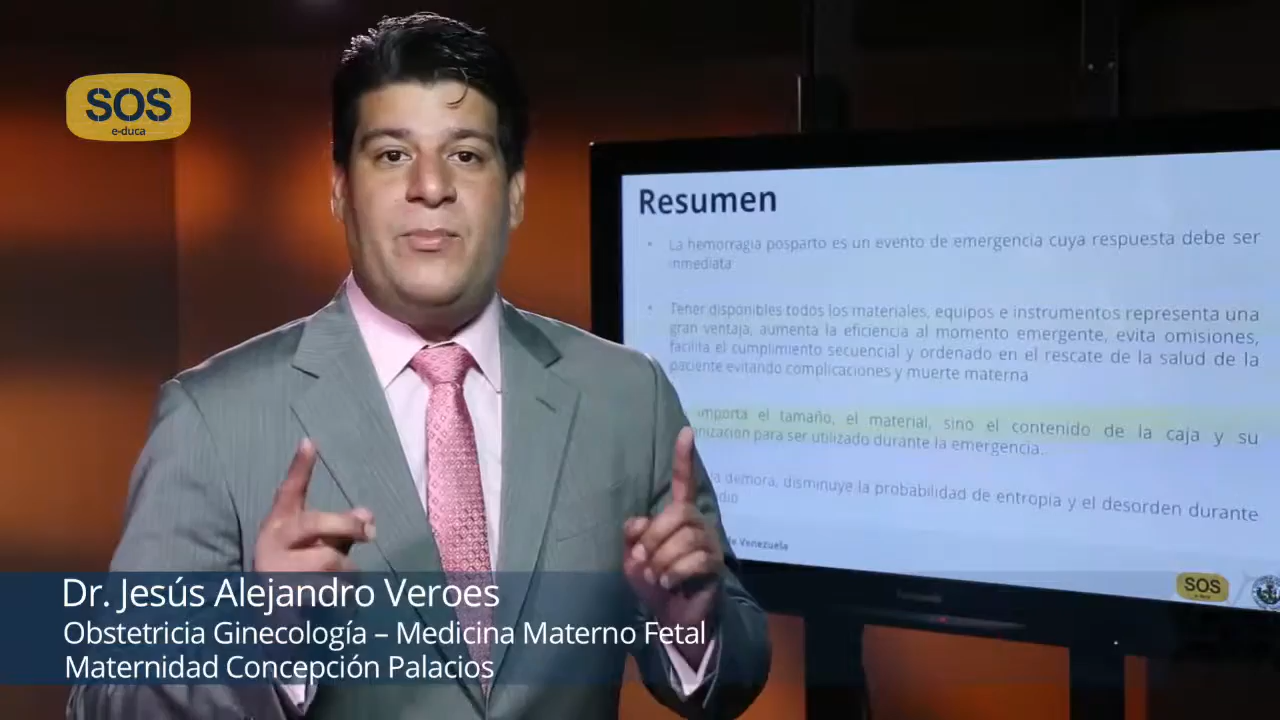 SOS
e-duca
Resumen
La hemorragia posparto es un evento de emergencia cuya respuesta debe ser
inmediata
Tener disponibles todos los materiales, equipos e instrumentos representa una
gran ventaja, aumenta la eficiencia al momento emergente, evita omisiones,
facilita el cumplimiento secuencial y ordenado en el rescate de la salud de la
paciente evitando complicaciones y muerte materna
importa el tamaño, el material, sino el contenido de la caja y su
para ser utilizado durante la emergencia..
demora, disminuye la probabilidad de entropia y el desorden durante
de Venezuela
SOS
e-duca
Dr. Jesús Alejandro Veroes
Obstetricia Ginecología – Medicina Materno Fetal
Maternidad Concepción Palacios